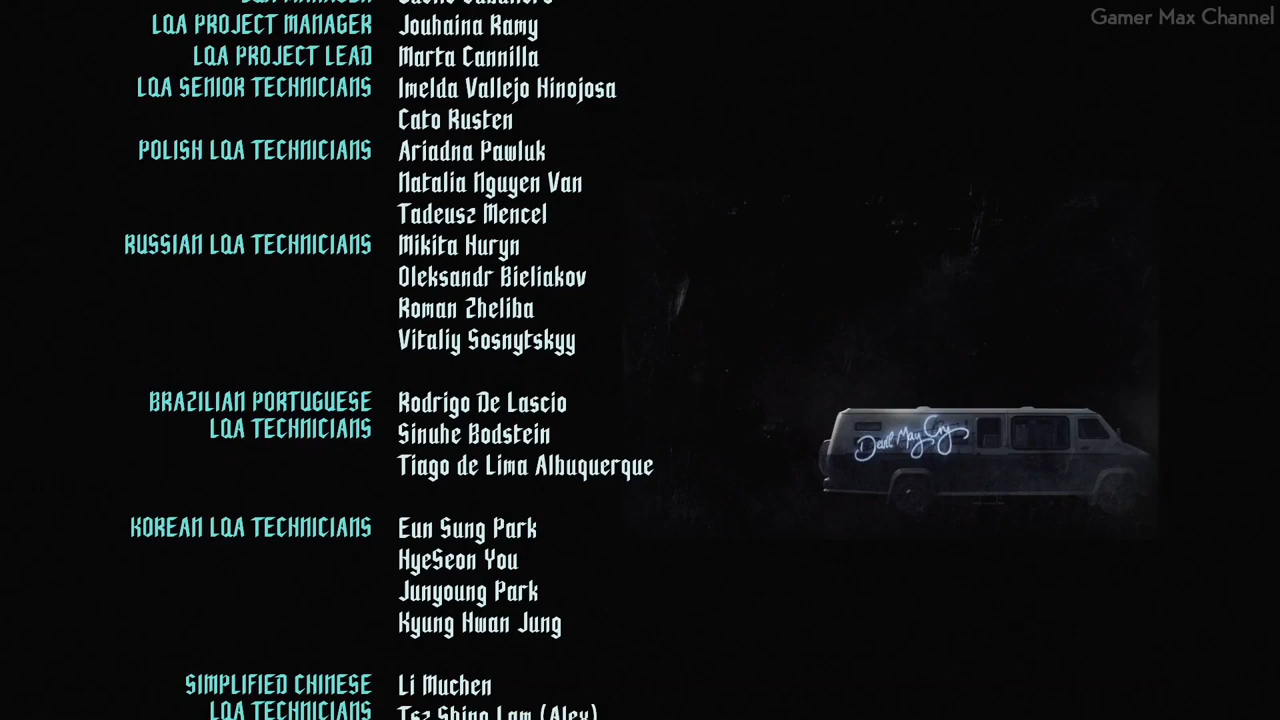 Gamer Max Channel
LQA PROJECT MANAGER Jouhaina Ramy
LQA PROJECT LEAD Marta Cannilla
LQA SENIOR TECHNICIANS Imelda Vallejo Hinojosa
Cato Rusten
POLISH LQA TECHNICIANS Ariadna Pawluk
Natalia Nguyen Van
Tadeusz Mencel
RUSSIAN LQA TECHNICIANS Mikita Huryn
Oleksandr Bieliakov
Roman Zheliba
Vitaliy Sosnytskyy
BRAZILIAN PORTUGUESE Rodrigo De Lascio
LQA TECHNICIANS Sinuhe Bodstein
Tiago de Lima Albuquerque
Devil May Cry
KOREAN LQA TECHNICIANS Eun Sung Park
HyeSeon You
Junyoung Park
Kyung Hwan Jung
SIMPLIFIED CHINESE Li Muchen
LQA TECHNICIANS Tsz Shing Lam (Alex)